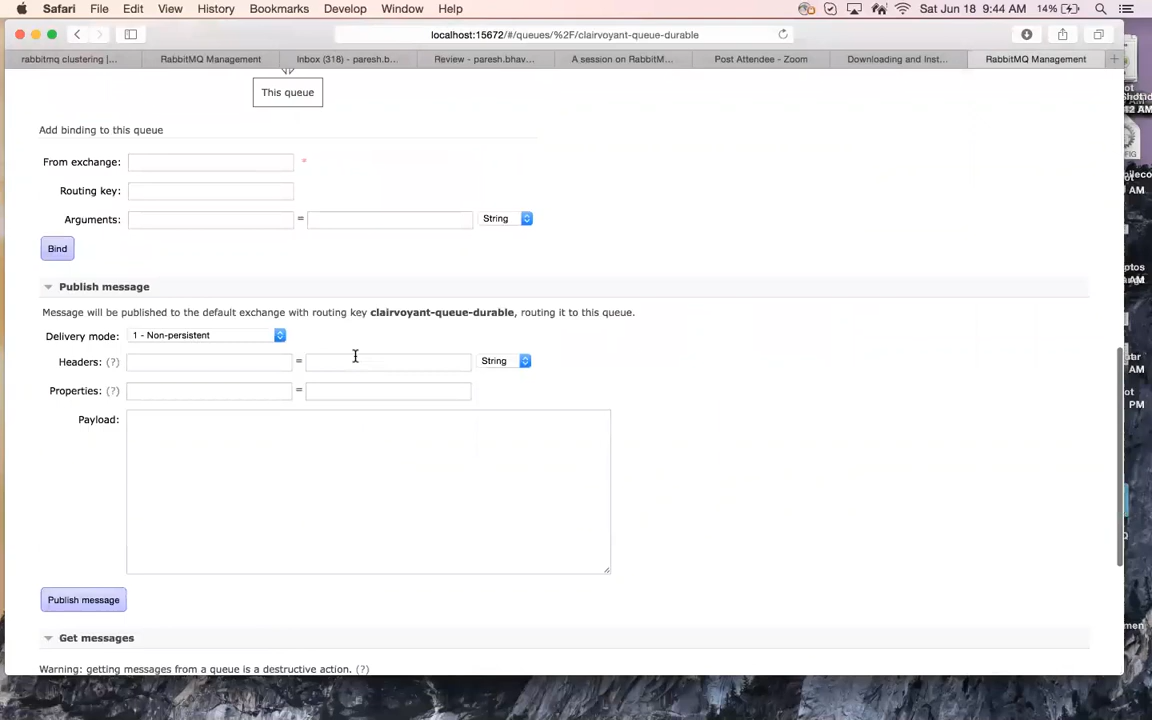 Safari File Edit View History Bookmarks Develop Window Help Sat Jun 18 9:44 AM 14%
localhost:15672/#/queues/%2F/clairvoyant-queue-durable
rabbitmq clustering |... RabbitMQ Management Inbox (318) - paresh.b... Review - paresh.bhav... A session on RabbitM... Post Attendee - Zoom Downloading and Inst... RabbitMQ Management
This queue
Add binding to this queue
From exchange: *
Routing key:
Arguments: = String
Bind
Publish message
Message will be published to the default exchange with routing key clairvoyant-queue-durable, routing it to this queue.
Delivery mode: 1 - Non-persistent
Headers: (?) = String
Properties: (?) =
Payload:
Publish message
Get messages
Warning: getting messages from a queue is a destructive action. (?)